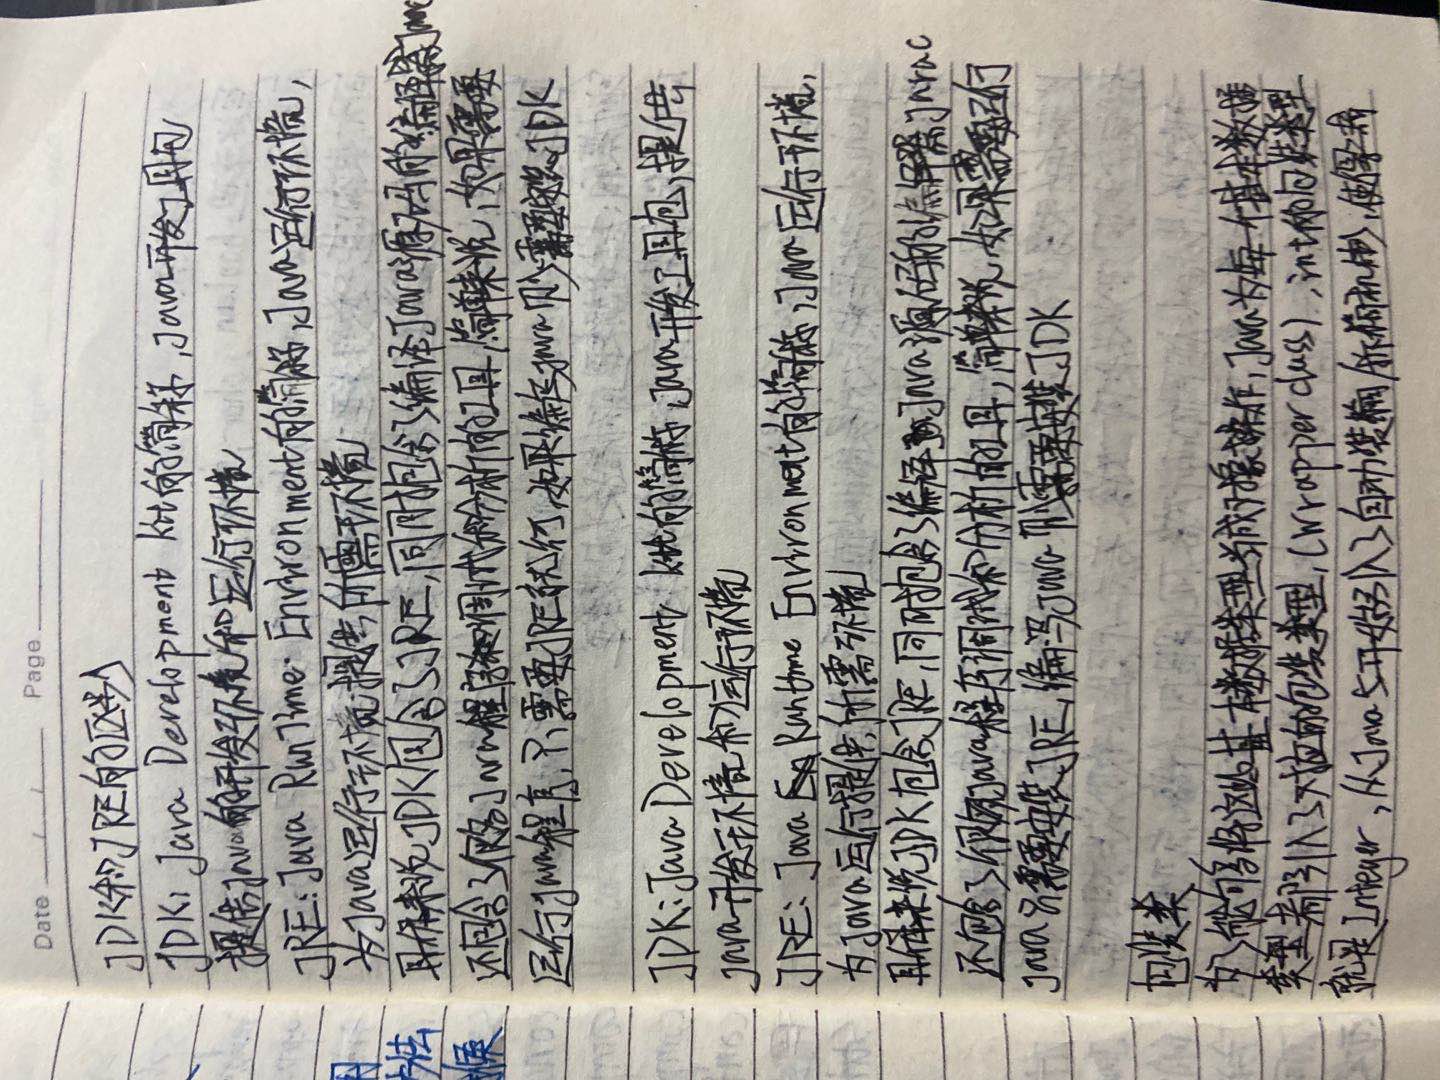 Date / / Page
JDK和JRE的区别
JDK: Java Development kit的简称,Java开发工具包
提供Java的开发环境和运行环境
JRE:Java RunTime Environment的简称,Java运行环境,
为Java运行环境提供所需环境
具体来说JDK包含了JRE,同时包含了编译Java源码的编译器Javac
还包含了很多Java程序调试和分析的工具,简单来说,如果需要
运行Java程序,只需要JRE就行,如果编写Java则需要安装JDK
JDK:Java Development kit的简称,Java开发工具包,提供
Java开发环境和运行环境
JRE: Java Runtime Environment的简称,Java运行环境,
为Java运行提供所需环境
具体来说JDK包含JRE,同时包含了编译Java源码的编译器Javac
还包含了很多Java程序调试和分析的工具,简单来说,如果需要运行
Java只需要安装JRE,编写Java则需要安装JDK
包装类
为了能够将这些基本数据类型当成对象操作,Java为每一个基本数据
类型都引入了对应的包装类型,(wrapper class),int的包装类型
就是Integer,从Java 5开始引入了自动装箱/拆箱机制,使得二者
用
方法
换